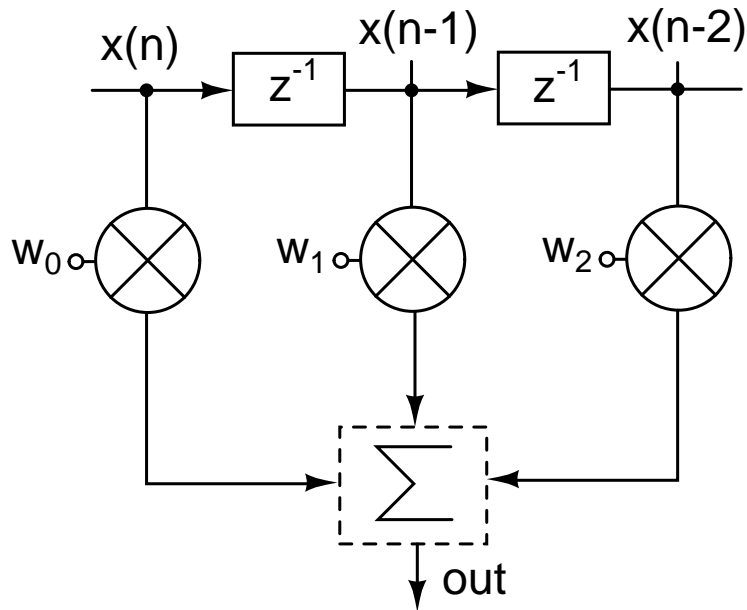 x(n) x(n-1) x(n-2)
z⁻¹ z⁻¹
w₀ w₁ w₂
∑
out